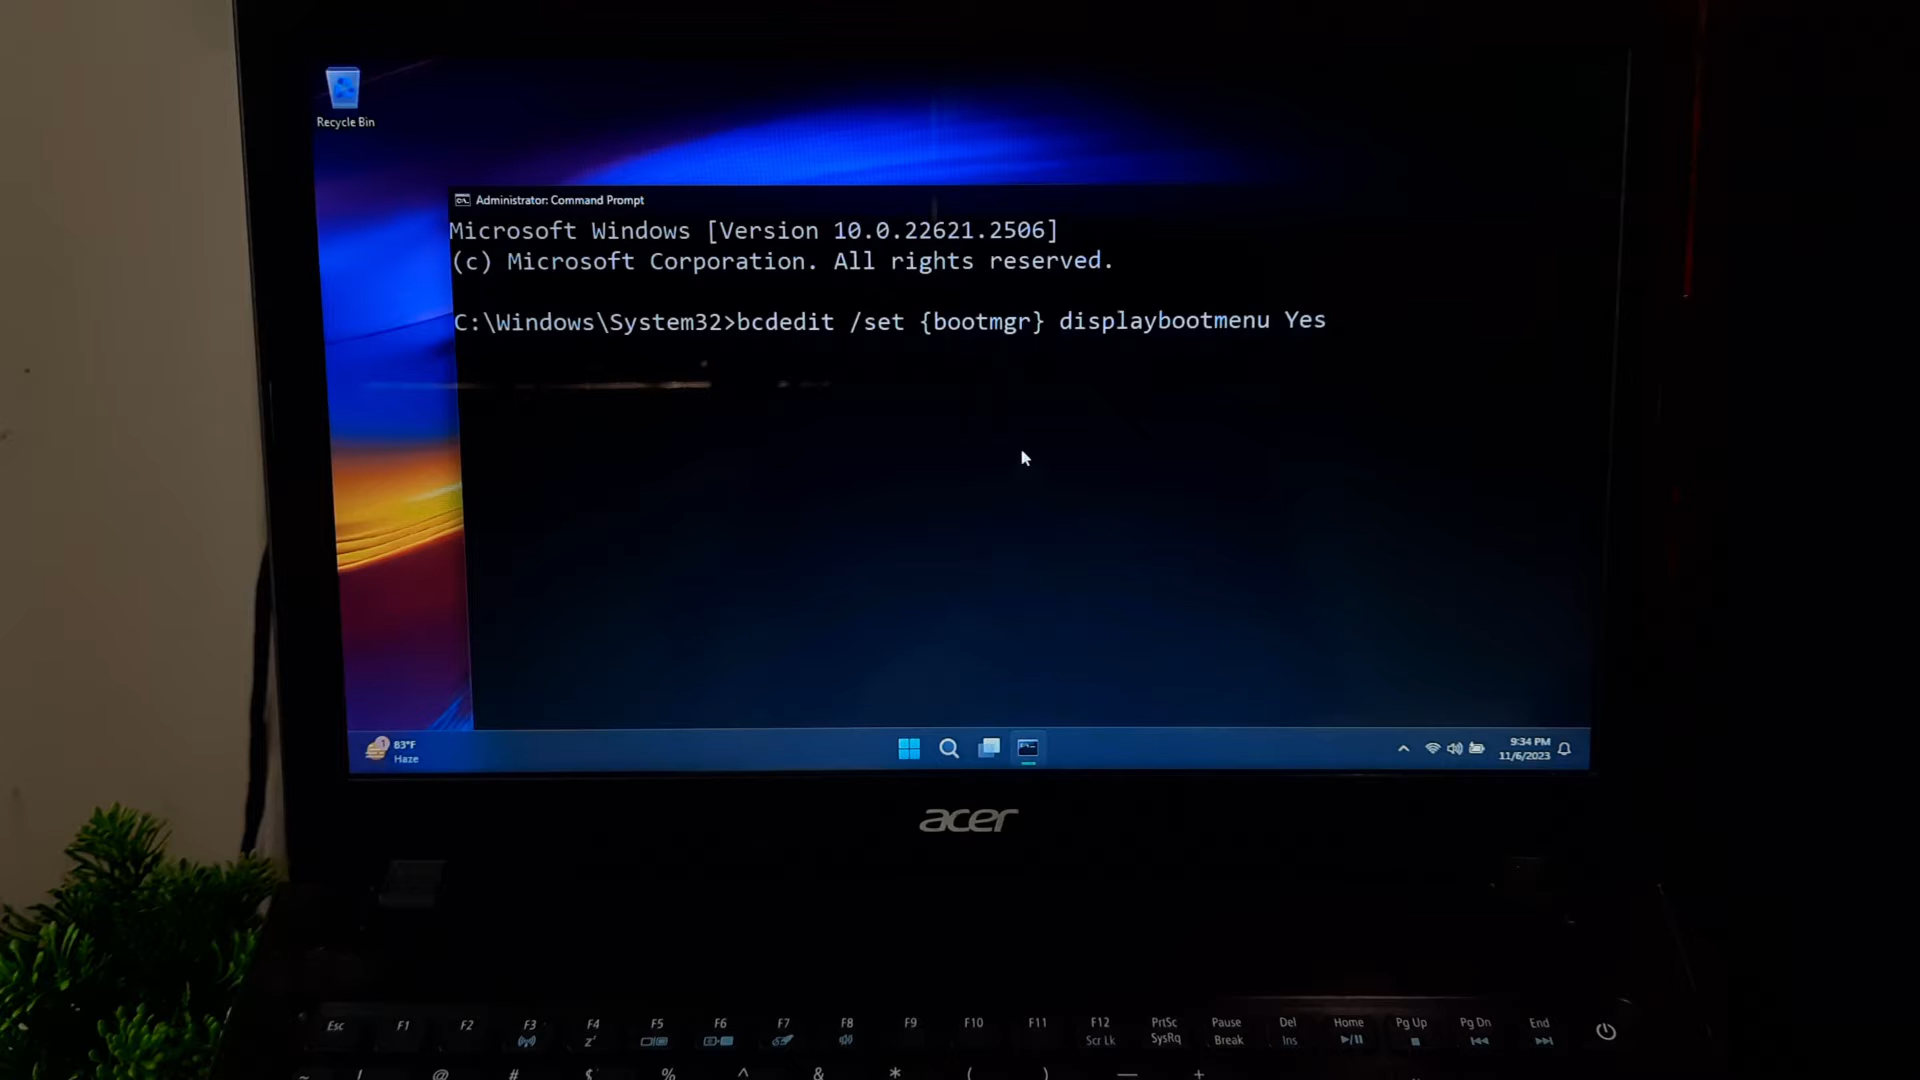 Recycle Bin
Administrator: Command Prompt
Microsoft Windows [Version 10.0.22621.2506]
(c) Microsoft Corporation. All rights reserved.
C:\Windows\System32>bcdedit /set {bootmgr} displaybootmenu Yes
1
83°F
Haze
9:34 PM
11/6/2023
acer
Esc F1 F2 F3 F4 F5 F6 F7 F8 F9 F10 F11 F12 PrtSc Pause Del Home Pg Up Pg Dn End
Scr Lk SysRq Break Ins
~ ! @ # $ % ^ & * ( ) — +